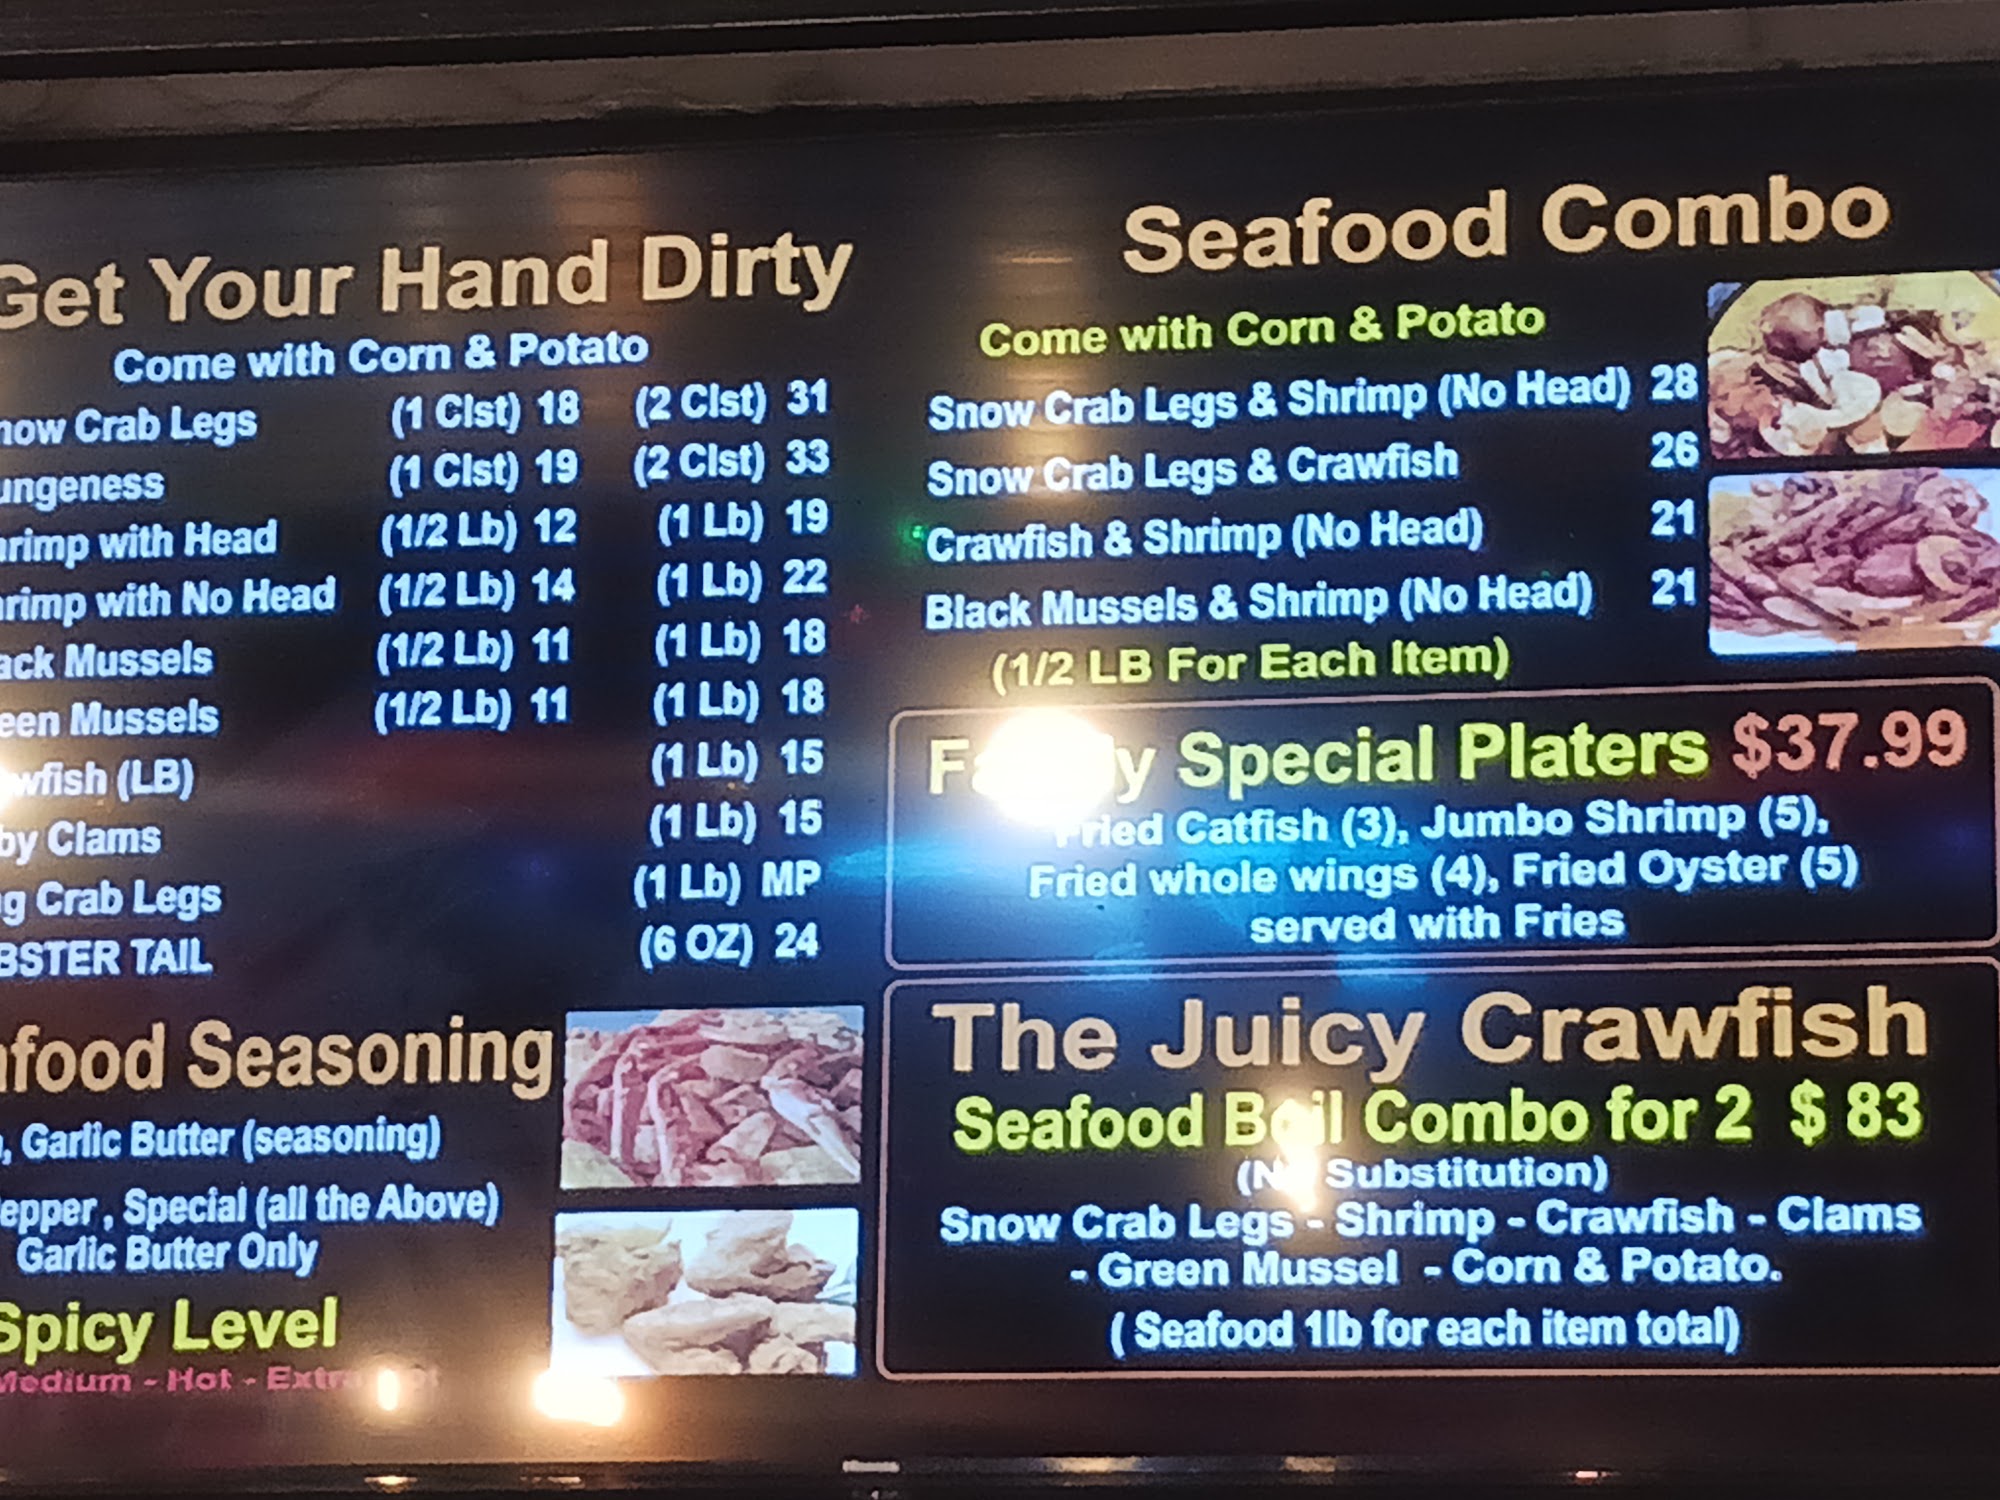 Get Your Hand Dirty
Come with Corn & Potato
now Crab Legs (1 Clst) 18 (2 Clst) 31
ungeness (1 Clst) 19 (2 Clst) 33
hrimp with Head (1/2 Lb) 12 (1 Lb) 19
hrimp with No Head (1/2 Lb) 14 (1 Lb) 22
ack Mussels (1/2 Lb) 11 (1 Lb) 18
een Mussels (1/2 Lb) 11 (1 Lb) 18
wfish (LB) (1 Lb) 15
by Clams (1 Lb) 15
ng Crab Legs (1 Lb) MP
BSTER TAIL (6 OZ) 24
afood Seasoning
, Garlic Butter (seasoning)
epper , Special (all the Above)
Garlic Butter Only
Spicy Level
Medium - Hot -
Seafood Combo
Come with Corn & Potato
Snow Crab Legs & Shrimp (No Head) 28
Snow Crab Legs & Crawfish 26
Crawfish & Shrimp (No Head) 21
Black Mussels & Shrimp (No Head) 21
(1/2 LB For Each Item)
Special Platers $37.99
Fried Catfish (3), Jumbo Shrimp (5),
Fried whole wings (4), Fried Oyster (5)
served with Fries
The Juicy Crawfish
Seafood Boil Combo for 2 $ 83
(No Substitution)
Snow Crab Legs - Shrimp - Crawfish - Clams
- Green Mussel - Corn & Potato.
( Seafood 1lb for each item total)